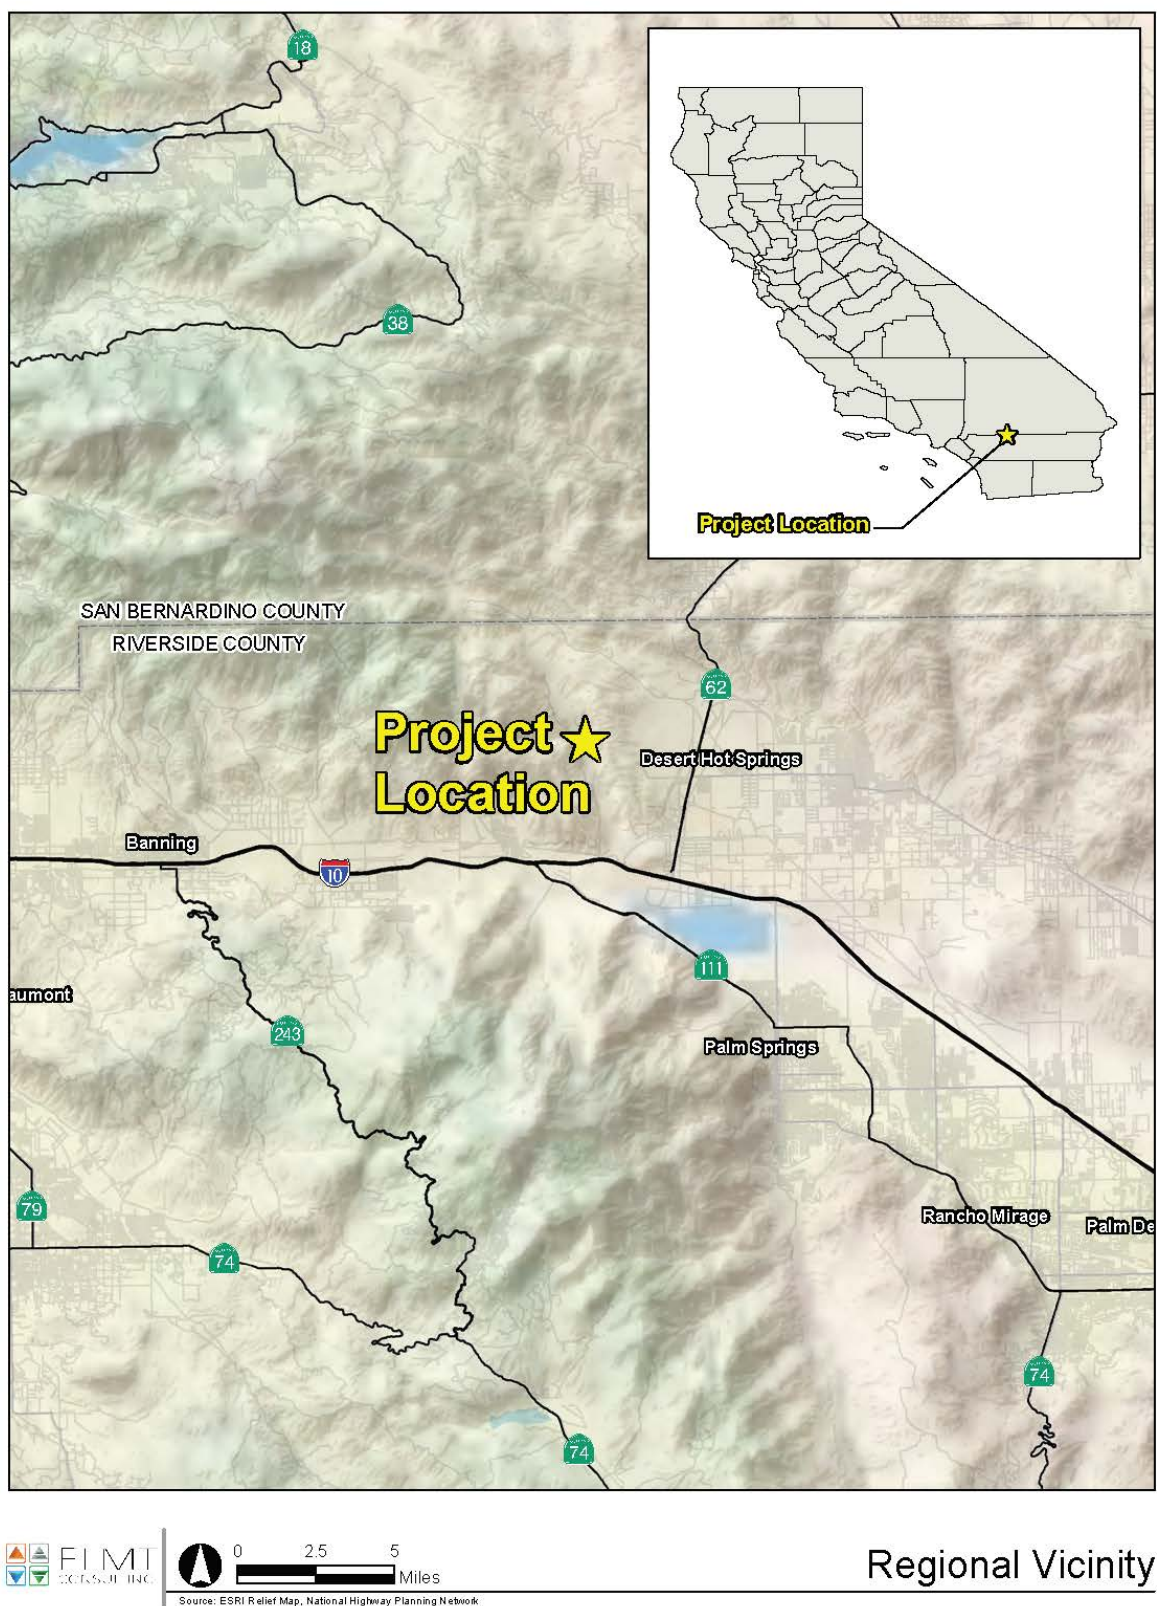 18
38
Project Location
SAN BERNARDINO COUNTY
RIVERSIDE COUNTY
62
Project
Location
Desert Hot Springs
Banning
10
111
aumont
243
Palm Springs
79
Rancho Mirage
Palm De
74
74
74
ELMT
CONSULTING
0 2.5 5
Miles
Regional Vicinity
Source: ESRI Relief Map, National Highway Planning Network